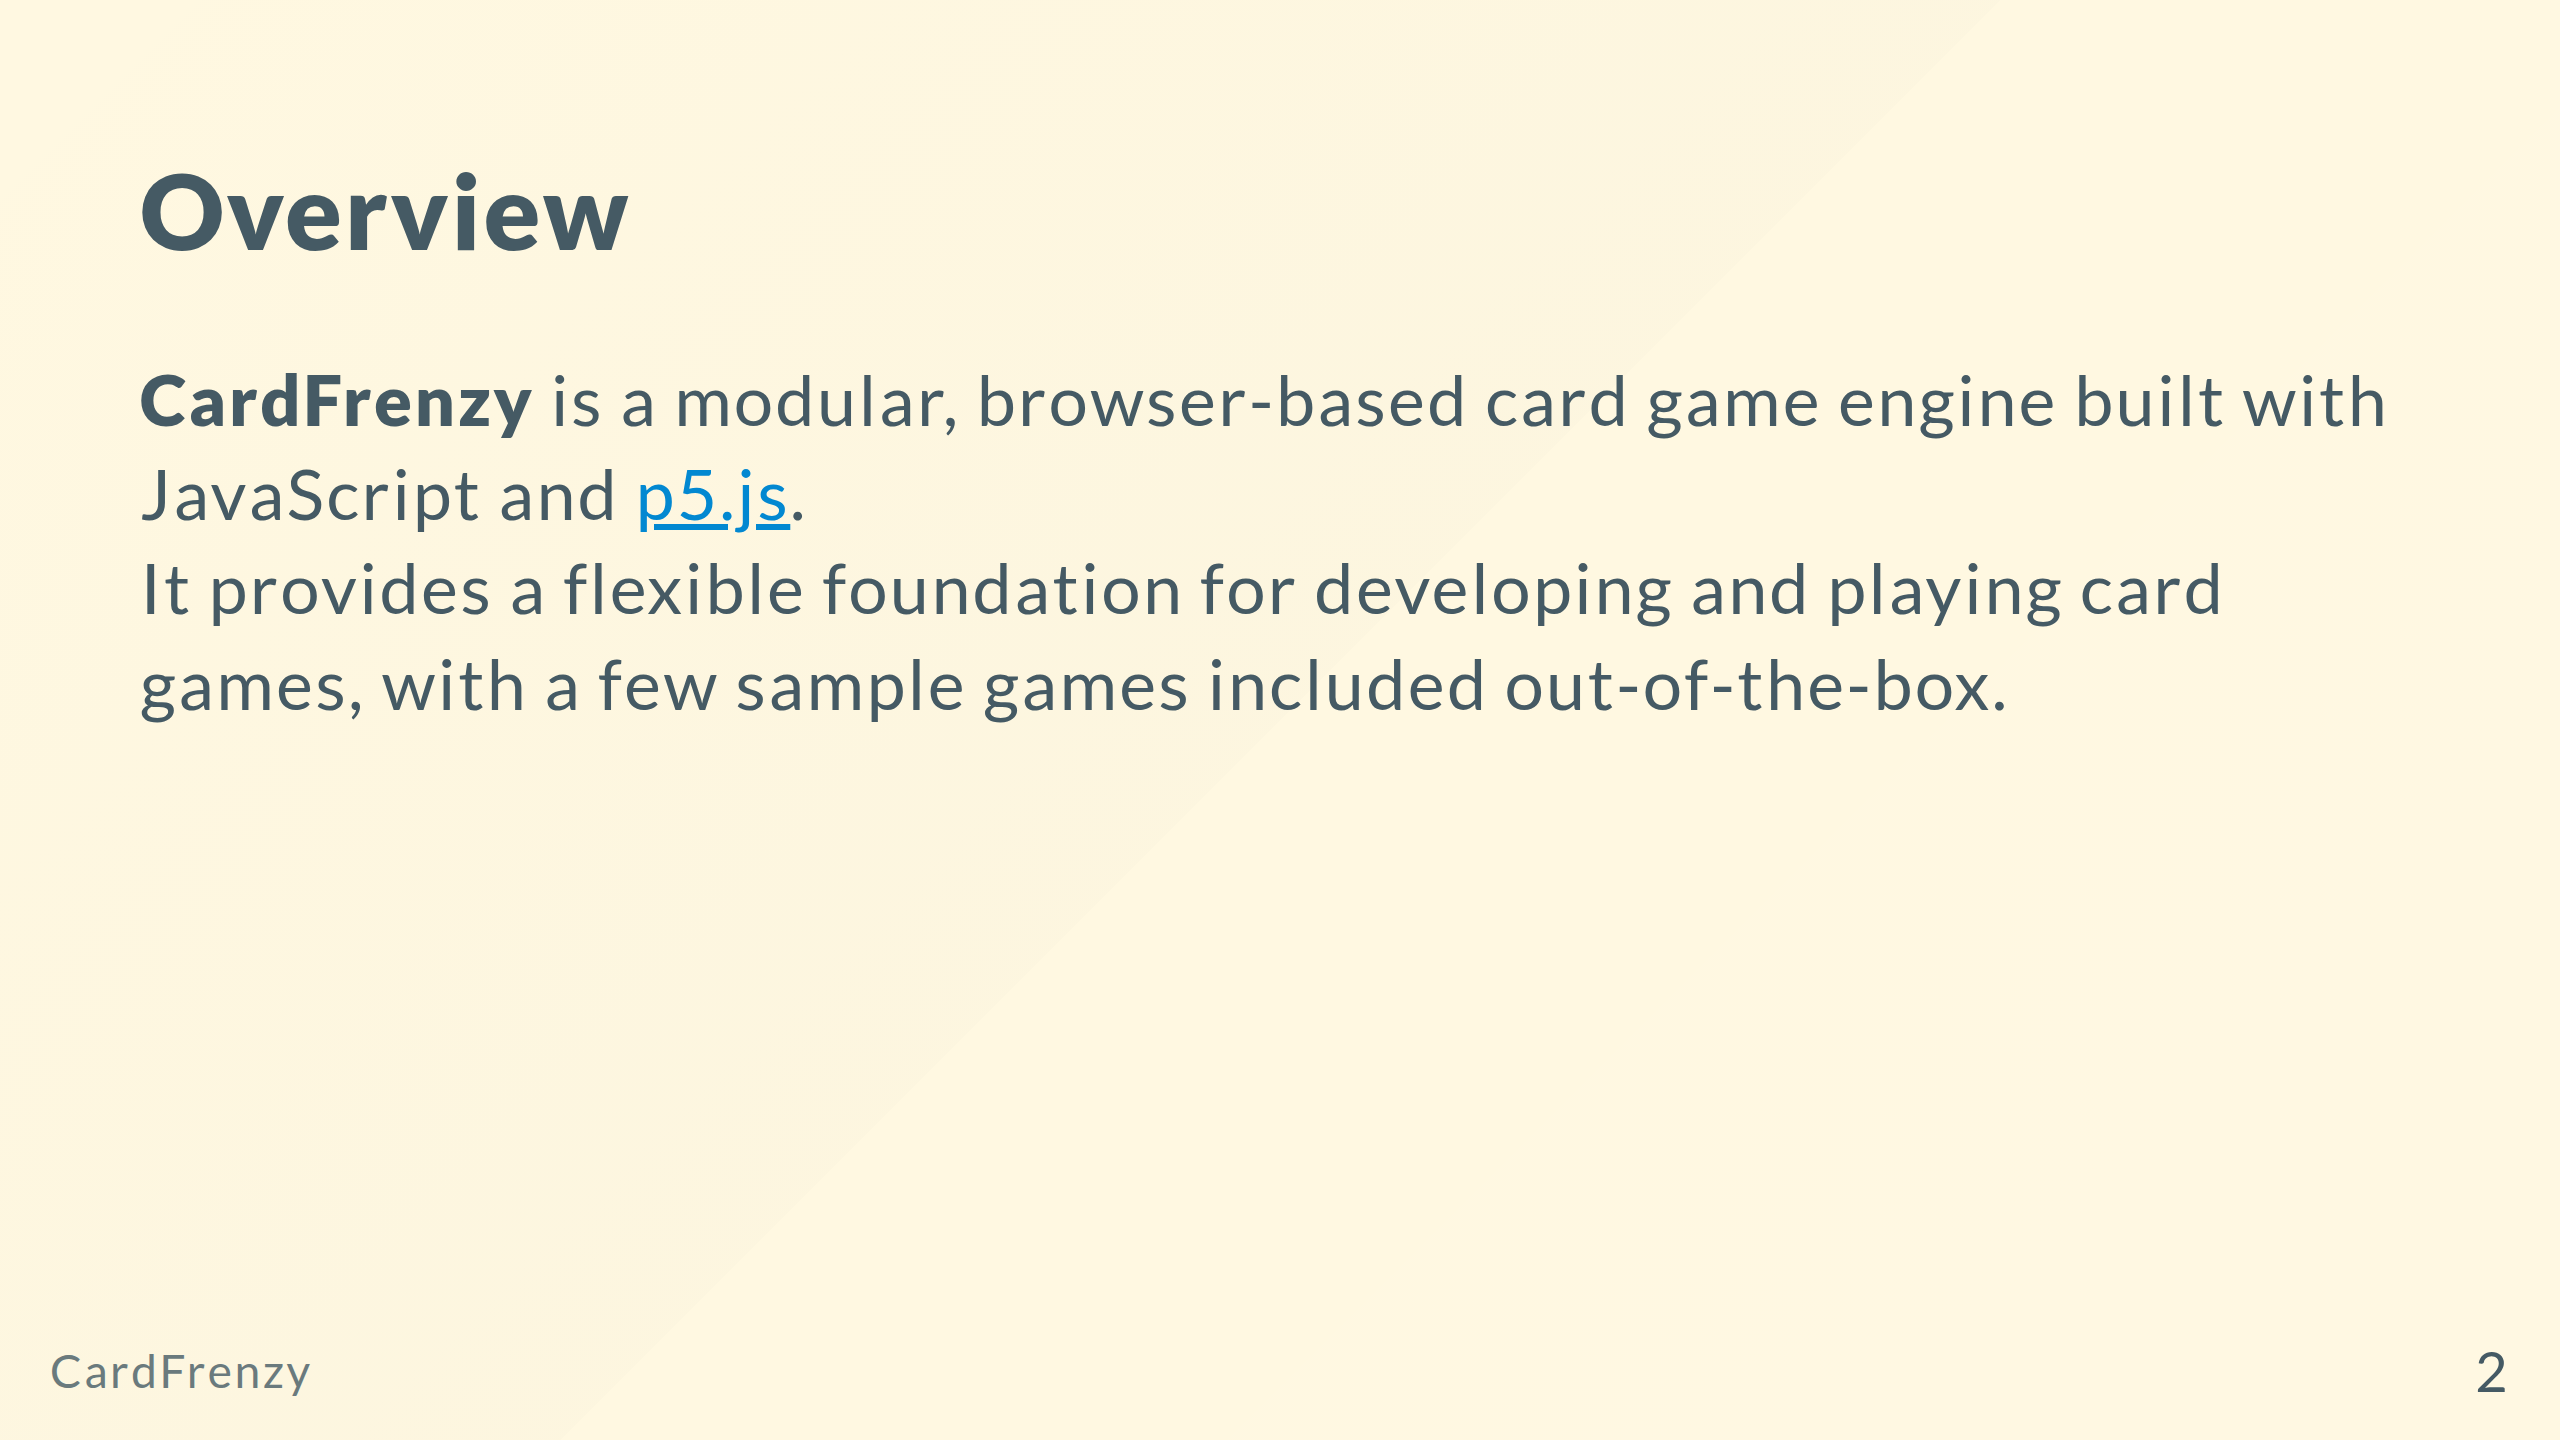 Overview
CardFrenzy is a modular, browser-based card game engine built with
JavaScript and p5.js.
It provides a flexible foundation for developing and playing card
games, with a few sample games included out-of-the-box.
CardFrenzy
2